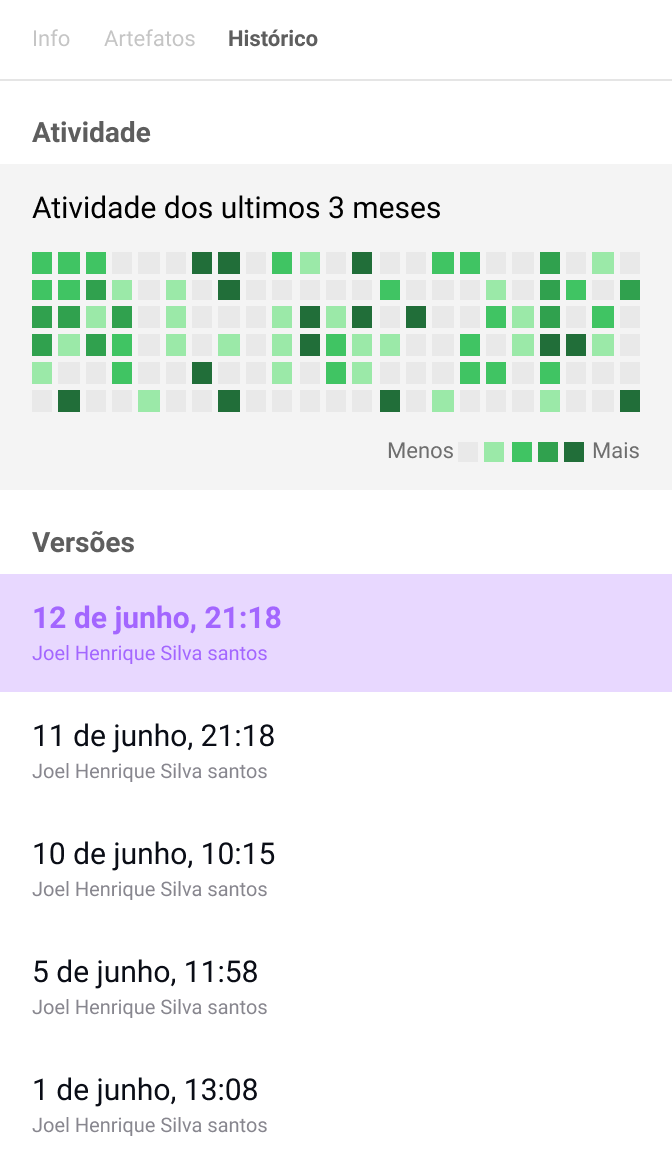 Info Artefatos Histórico
Atividade
Atividade dos ultimos 3 meses
Menos Mais
Versões
12 de junho, 21:18
Joel Henrique Silva santos
11 de junho, 21:18
Joel Henrique Silva santos
10 de junho, 10:15
Joel Henrique Silva santos
5 de junho, 11:58
Joel Henrique Silva santos
1 de junho, 13:08
Joel Henrique Silva santos